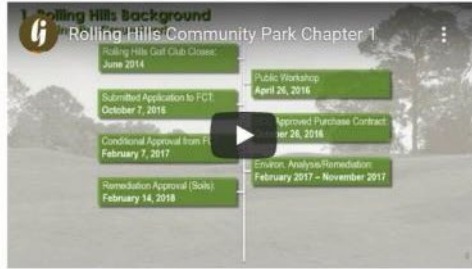 1. Rolling Hills Background
Rolling Hills Community Park Chapter 1
Rolling Hills Golf Club Closes:
June 2014
Public Workshop
April 26, 2016
Submitted Application to FCT:
October 7, 2016
Approved Purchase Contract:
26, 2016
Conditional Approval from
February 7, 2017
Environ. Analysis/Remediation:
February 2017 – November 2017
Remediation Approval (Soils):
February 14, 2018